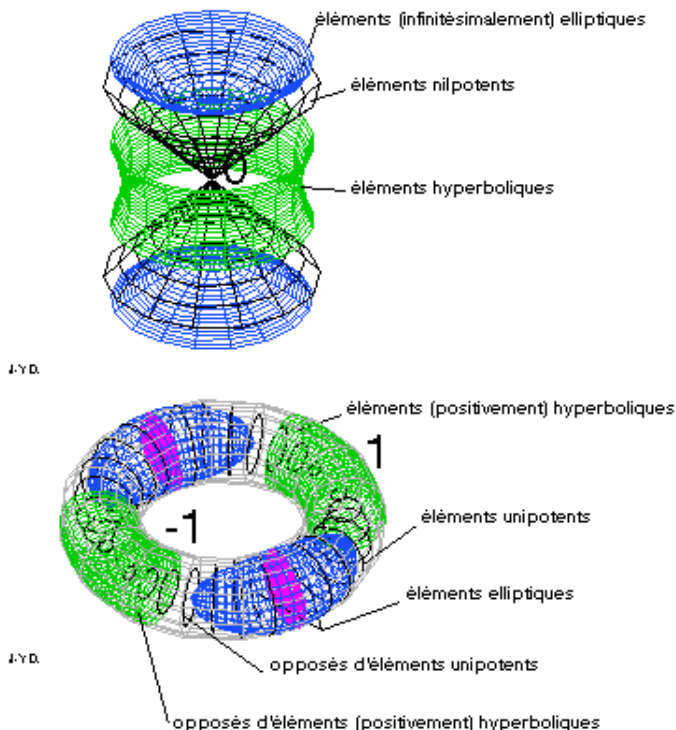 éléments (infinitésimalement) elliptiques
éléments nilpotents
0
éléments hyperboliques
J-Y D.
éléments (positivement) hyperboliques
1
-1
éléments unipotents
éléments elliptiques
J-Y D.
opposés d'éléments unipotents
opposés d'éléments (positivement) hyperboliques